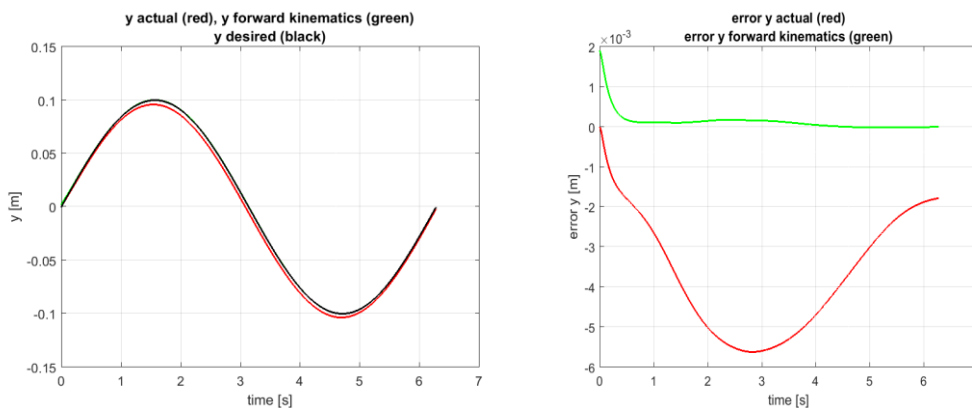 y actual (red), y forward kinematics (green)
y desired (black)
0.15
0.1
0.05
0
-0.05
-0.1
-0.15
y [m]
0 1 2 3 4 5 6 7
time [s]
error y actual (red)
error y forward kinematics (green)
×10⁻³
2
1
0
-1
-2
-3
-4
-5
-6
error y [m]
0 1 2 3 4 5 6
time [s]